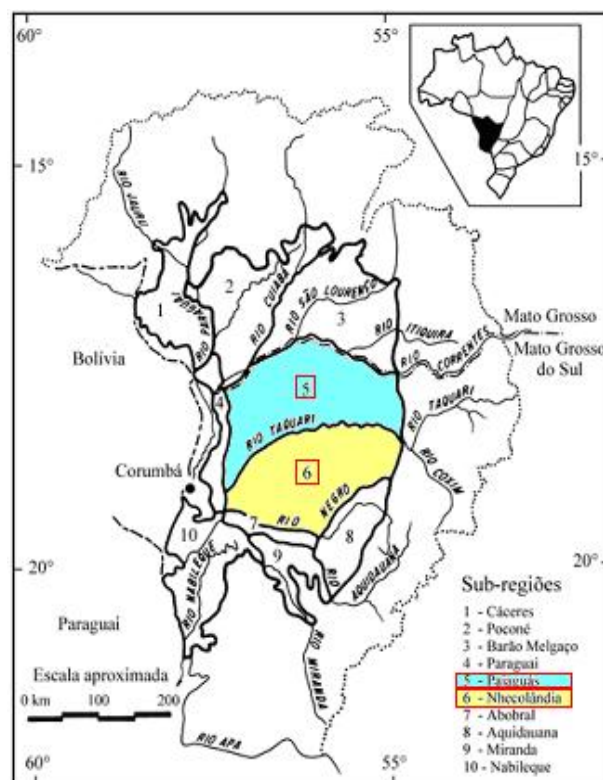 60°
55°
15°
15°
RIO JAURU
2
RIO CUIABÁ
RIO SÃO LOURENÇO
1
RIO PARAGUAI
3
RIO ITIQUIRA
Mato Grosso
RIO CORRENTES
Bolívia
Mato Grosso
do Sul
4
5
RIO TAQUARI
RIO TAQUARI
Corumbá
6
RIO COXIM
RIO NEGRO
7
8
10
9
RIO NABILEQUE
RIO AQUIDAUANA
20°
20°
Sub-regiões
Paraguai
RIO MIRANDA
1 - Cáceres
2 - Poconé
3 - Barão Melgaço
4 - Paraguai
5 - Paiaguás
6 - Nhecolândia
7 - Abobral
8 - Aquidauana
9 - Miranda
10 - Nabileque
Escala aproximada
0 km 100 200
RIO APA
60°
55°